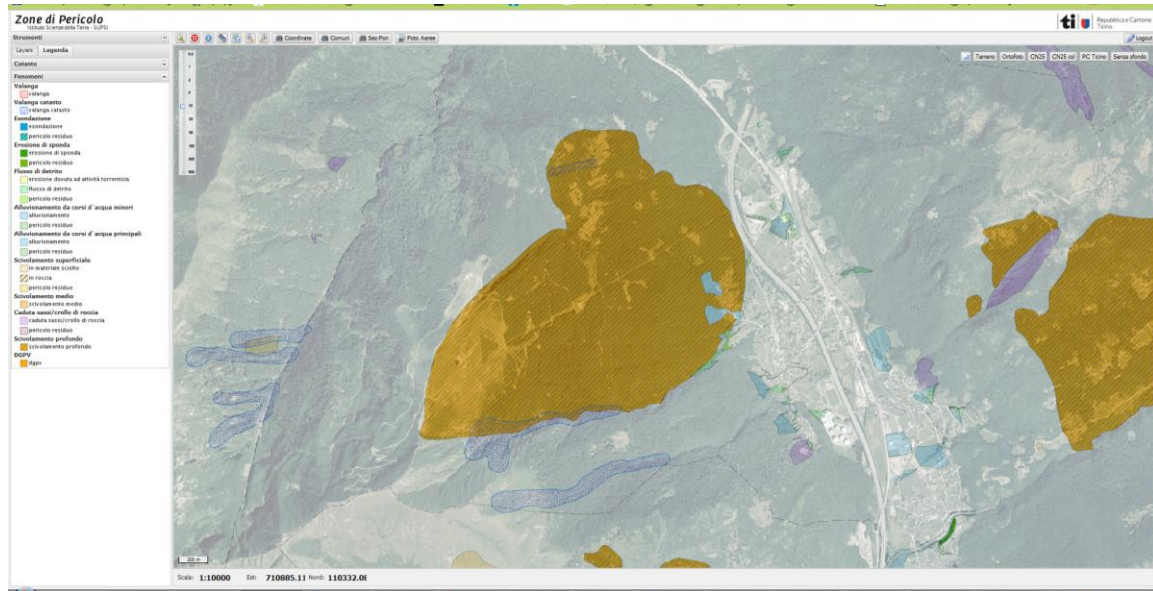 Zone di Pericolo
Istituto Scienze della Terra - SUPSI
ti
Repubblica e Cantone
Ticino
Strumenti
Coordinate
Comuni
Sez-Fon
Foto Aeree
Logout
Layers
Legenda
Terreno
Ortofoto
CN25
CN25 col
PC Ticino
Senza sfondo
Catasto
Fenomeni
Valanga
valanga
Valanga catasto
valanga catasto
Esondazione
esondazione
pericolo residuo
Erosione di sponda
erosione di sponda
pericolo residuo
Flusso di detrito
erosione dovuta ad attività torrentizia
flusso di detrito
pericolo residuo
Alluvionamento da corsi d'acqua minori
alluvionamento
pericolo residuo
Alluvionamento da corsi d'acqua principali
alluvionamento
pericolo residuo
Scivolamento superficiale
in materiale sciolto
in roccia
pericolo residuo
Scivolamento medio
scivolamento medio
Caduta sassi/crollo di roccia
caduta sassi/crollo di roccia
pericolo residuo
Scivolamento profondo
scivolamento profondo
DGPV
dgpv
200 m
Scala: 1:10000 Est: 710885.11 Nord: 110332.0